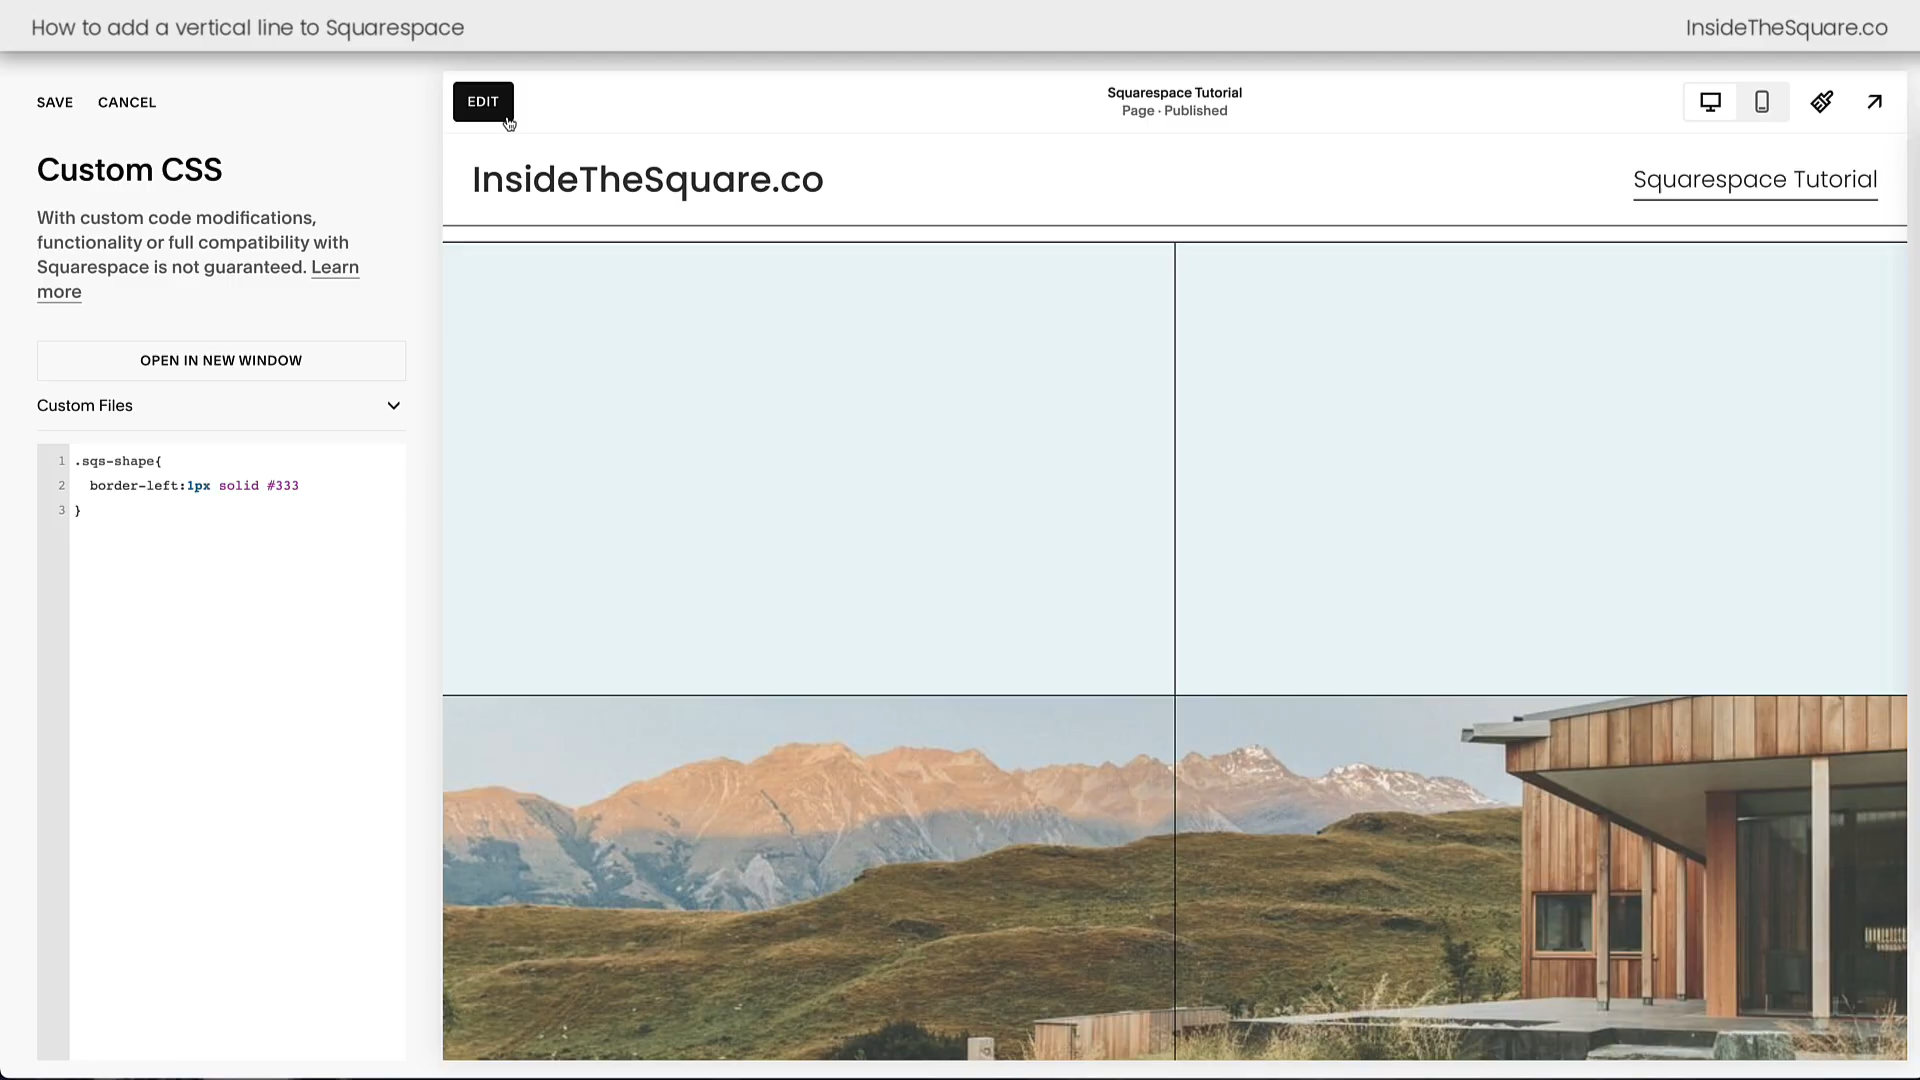 How to add a vertical line to Squarespace
InsideTheSquare.co
SAVE CANCEL
EDIT
Squarespace Tutorial
Page · Published
Custom CSS
With custom code modifications,
functionality or full compatibility with
Squarespace is not guaranteed. Learn
more
OPEN IN NEW WINDOW
Custom Files
1 .sqs-shape{
2 border-left:1px solid #333
3 }
InsideTheSquare.co
Squarespace Tutorial